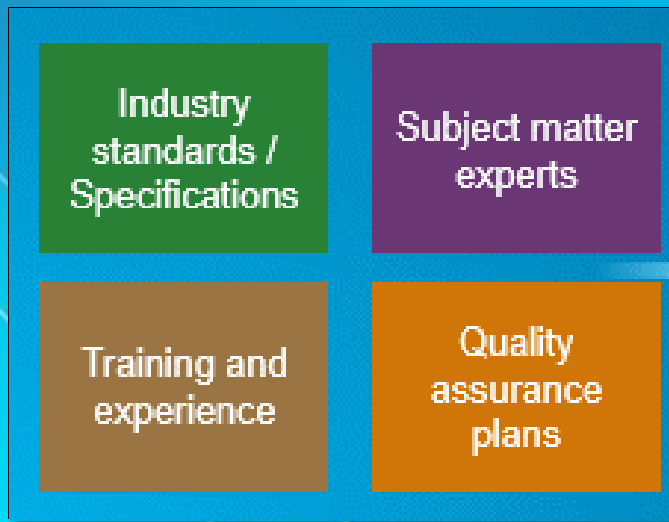 Industry
standards /
Specifications
Subject matter
experts
Training and
experience
Quality
assurance
plans